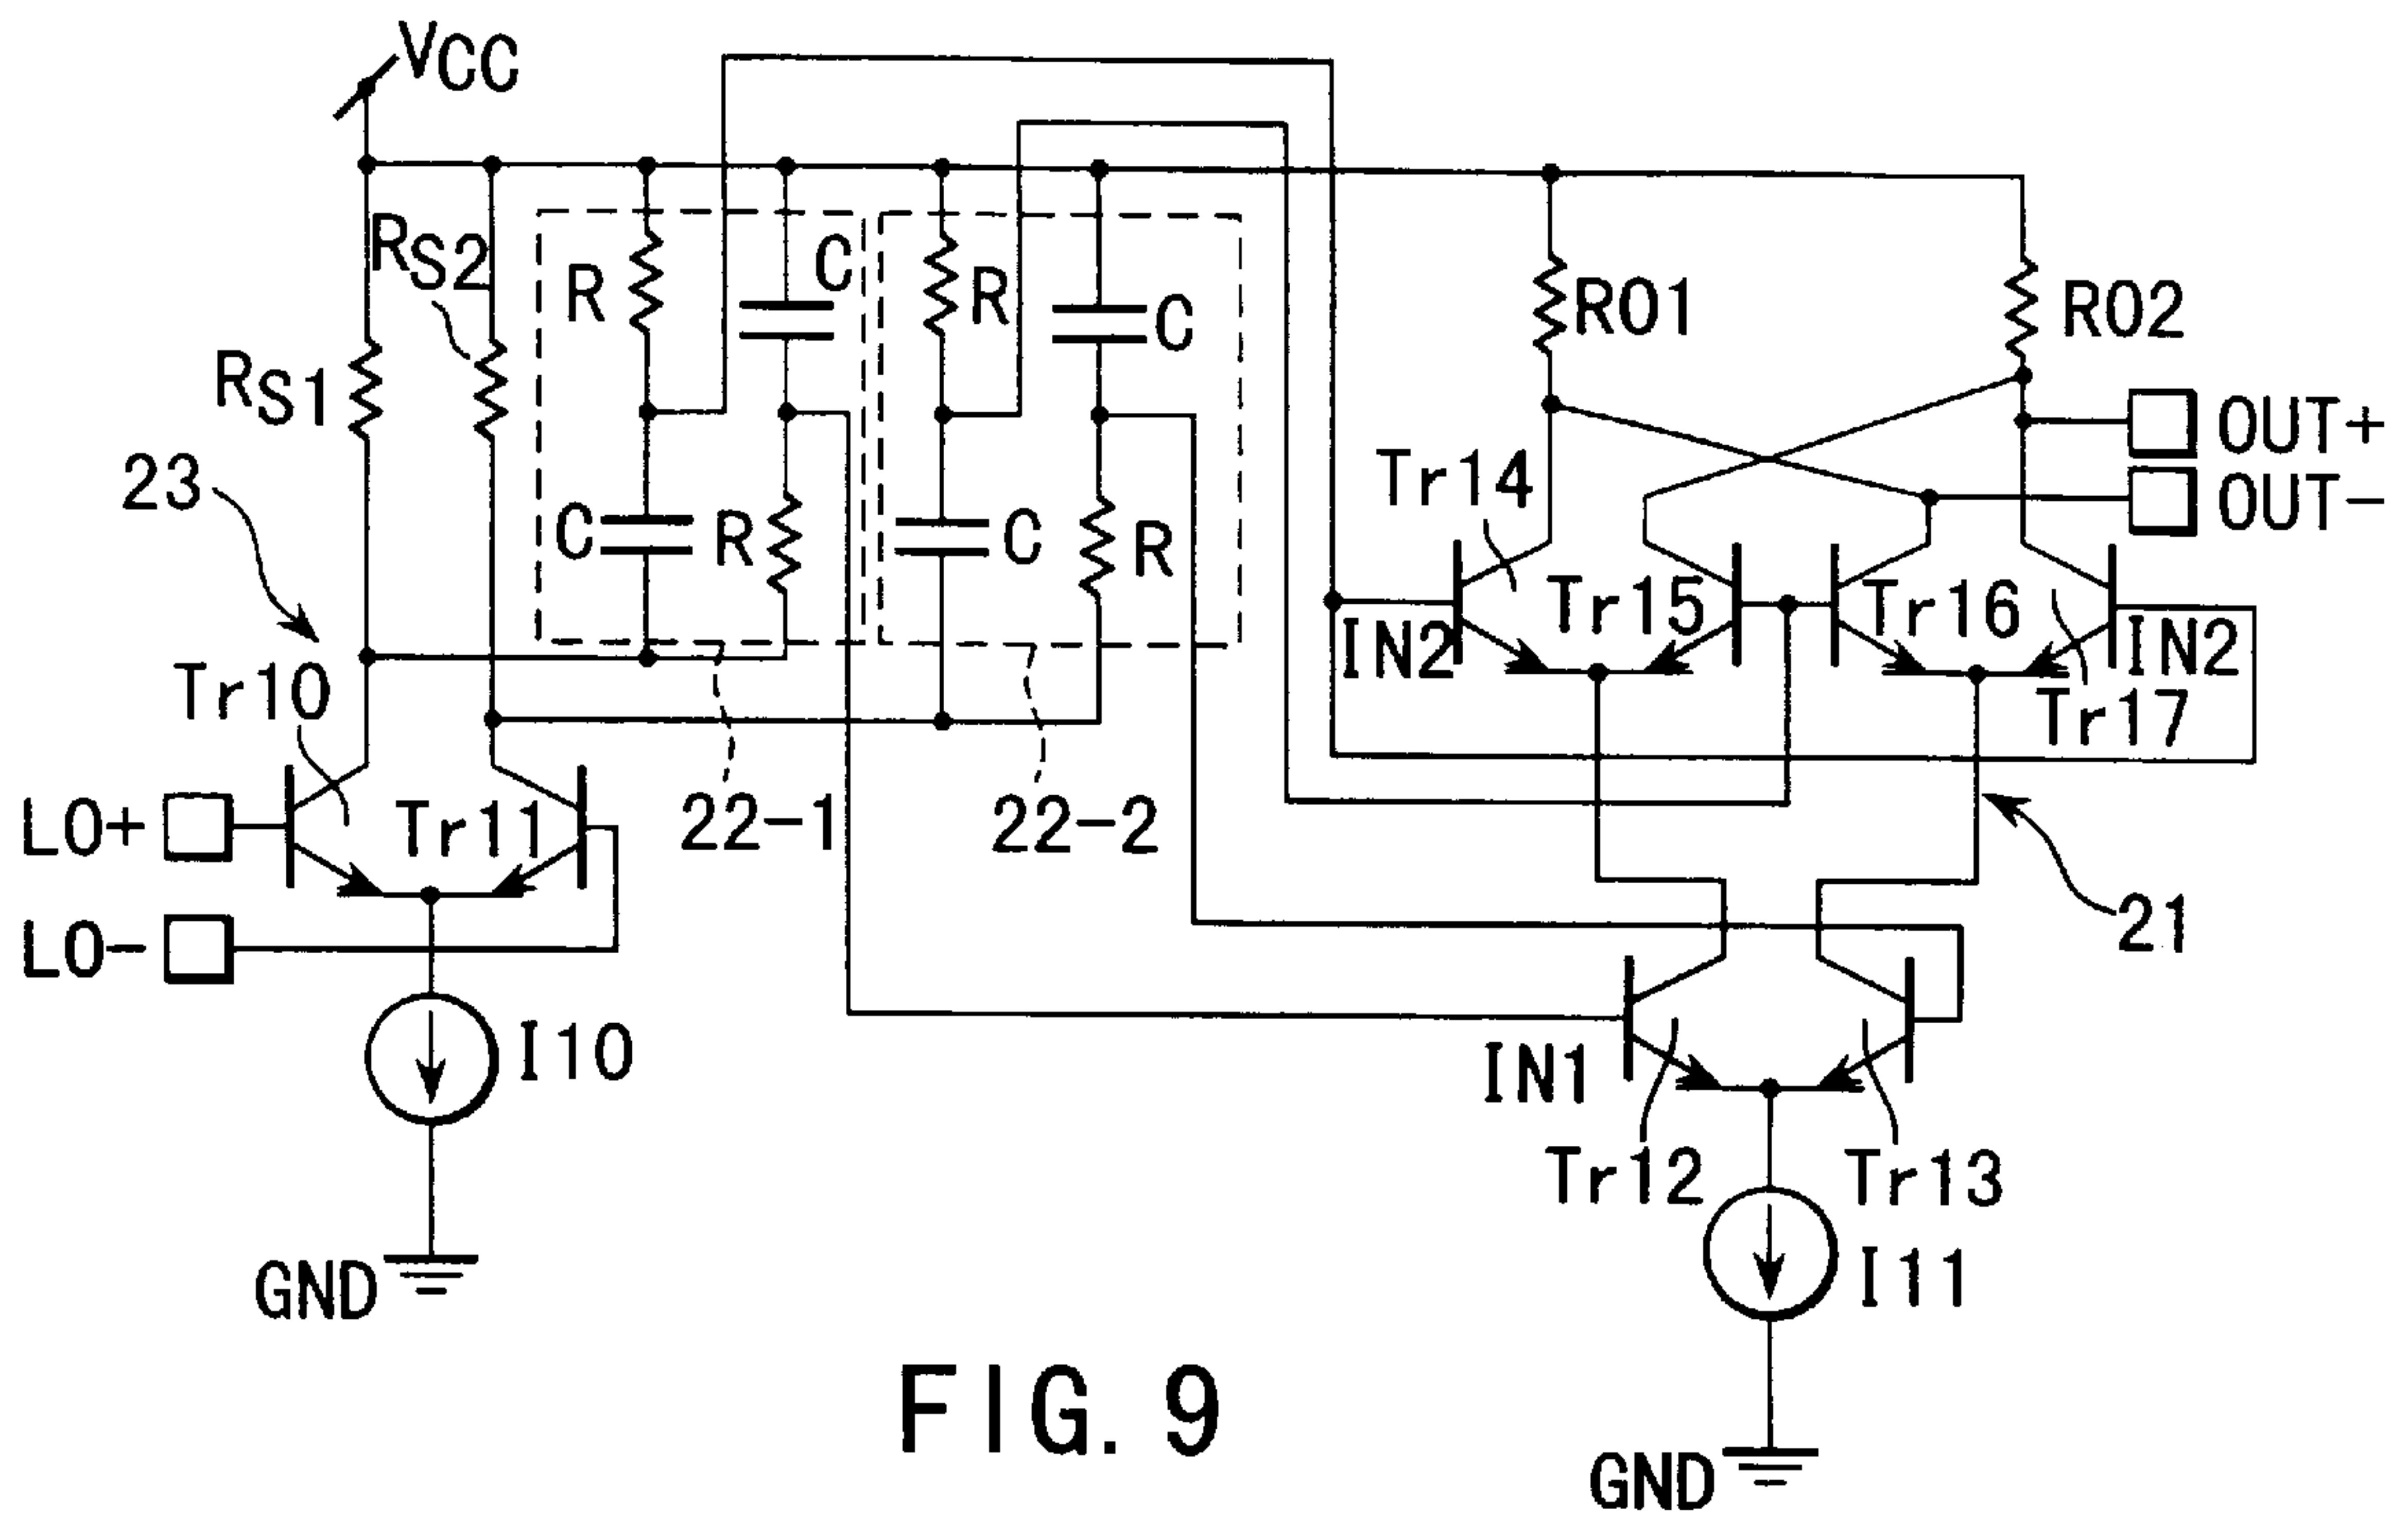 VCC
RS2
R
C
R
C
RO1
RO2
RS1
OUT+
OUT-
23
Tr14
C
R
C
R
Tr15
Tr16
IN2
IN2
Tr10
Tr17
LO+
Tr11
22-1
22-2
21
LO-
I10
IN1
Tr12
Tr13
I11
GND
FIG. 9
GND